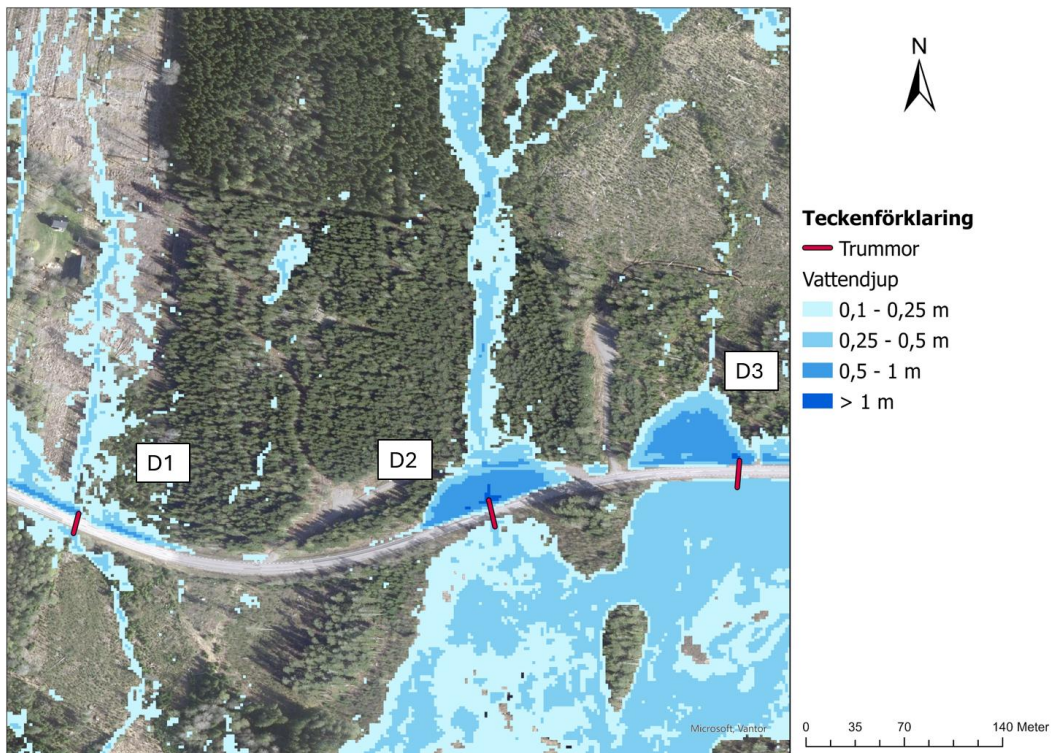 N
Teckenförklaring
Trummor
Vattendjup
0,1 - 0,25 m
0,25 - 0,5 m
0,5 - 1 m
> 1 m
D3
D1
D2
Microsoft, Vantor
0 35 70 140 Meter